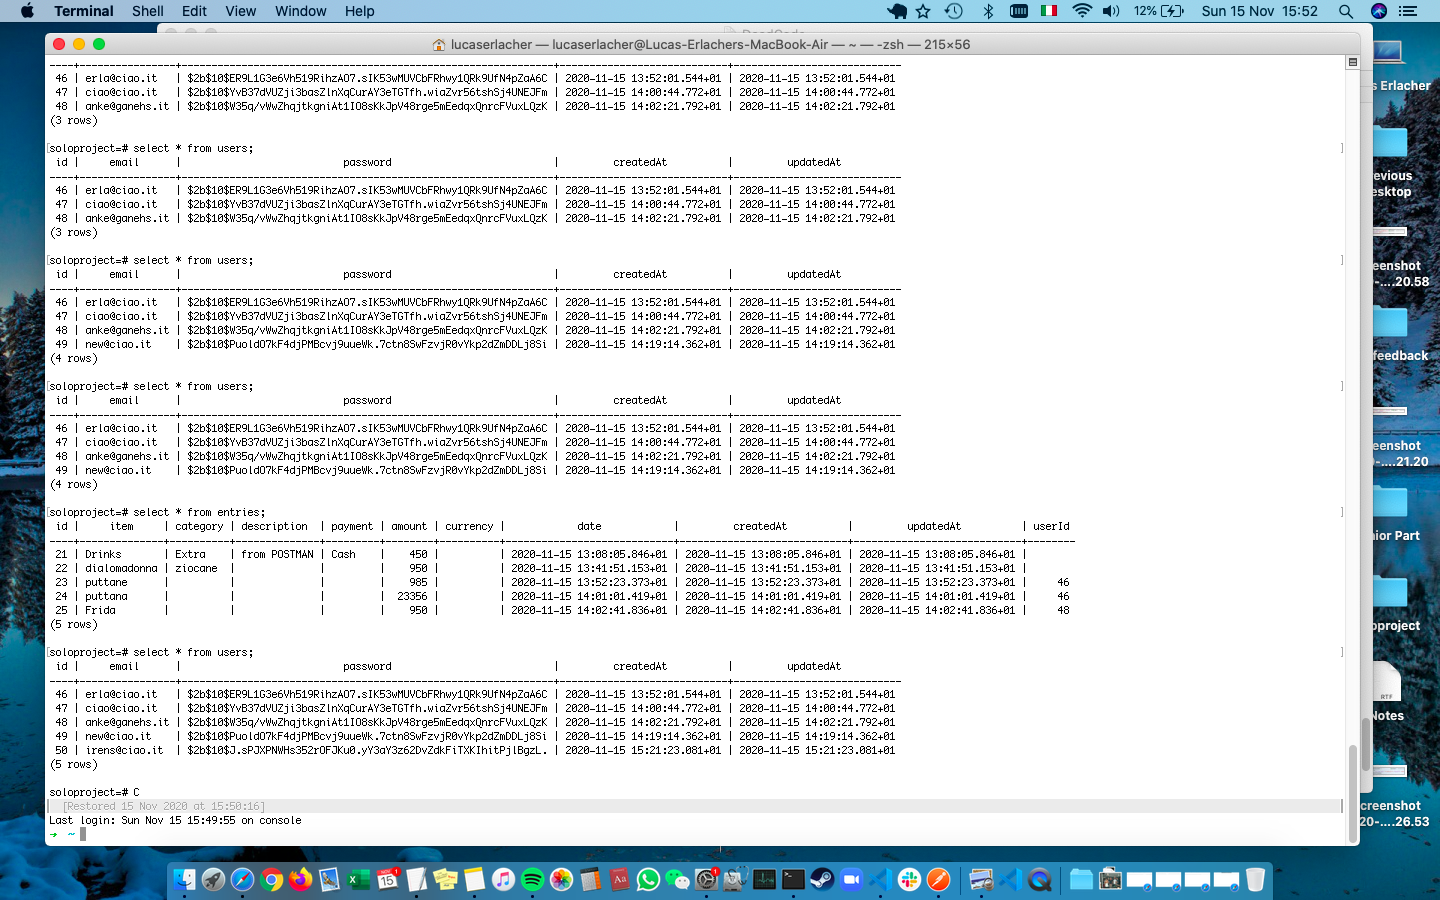 Terminal Shell Edit View Window Help 12% Sun 15 Nov 15:52
lucaserlacher — lucaserlacher@Lucas-Erlachers-MacBook-Air — ~ — -zsh — 215×56
----+----------------+--------------------------------------------------------------+----------------------------+----------------------------
46 | erla@ciao.it | $2b$10$ER9L1G3e6Vh519RihzAO7.sIK53wMUVCbFRhwy1QRk9UfN4pZaA6C | 2020-11-15 13:52:01.544+01 | 2020-11-15 13:52:01.544+01
47 | ciao@ciao.it | $2b$10$YvB37dVUZji3basZlnXqCurAY3eTGTfh.wiaZvr56tshSj4UNEJFm | 2020-11-15 14:00:44.772+01 | 2020-11-15 14:00:44.772+01
48 | anke@ganehs.it | $2b$10$W35q/vWwZhqjtkgniAt1IO8sKkJpV48rge5mEedqxQnrcFVuxLQzK | 2020-11-15 14:02:21.792+01 | 2020-11-15 14:02:21.792+01
(3 rows)
soloproject=# select * from users;
id | email | password | createdAt | updatedAt
----+----------------+--------------------------------------------------------------+----------------------------+----------------------------
46 | erla@ciao.it | $2b$10$ER9L1G3e6Vh519RihzAO7.sIK53wMUVCbFRhwy1QRk9UfN4pZaA6C | 2020-11-15 13:52:01.544+01 | 2020-11-15 13:52:01.544+01
47 | ciao@ciao.it | $2b$10$YvB37dVUZji3basZlnXqCurAY3eTGTfh.wiaZvr56tshSj4UNEJFm | 2020-11-15 14:00:44.772+01 | 2020-11-15 14:00:44.772+01
48 | anke@ganehs.it | $2b$10$W35q/vWwZhqjtkgniAt1IO8sKkJpV48rge5mEedqxQnrcFVuxLQzK | 2020-11-15 14:02:21.792+01 | 2020-11-15 14:02:21.792+01
(3 rows)
soloproject=# select * from users;
id | email | password | createdAt | updatedAt
----+----------------+--------------------------------------------------------------+----------------------------+----------------------------
46 | erla@ciao.it | $2b$10$ER9L1G3e6Vh519RihzAO7.sIK53wMUVCbFRhwy1QRk9UfN4pZaA6C | 2020-11-15 13:52:01.544+01 | 2020-11-15 13:52:01.544+01
47 | ciao@ciao.it | $2b$10$YvB37dVUZji3basZlnXqCurAY3eTGTfh.wiaZvr56tshSj4UNEJFm | 2020-11-15 14:00:44.772+01 | 2020-11-15 14:00:44.772+01
48 | anke@ganehs.it | $2b$10$W35q/vWwZhqjtkgniAt1IO8sKkJpV48rge5mEedqxQnrcFVuxLQzK | 2020-11-15 14:02:21.792+01 | 2020-11-15 14:02:21.792+01
49 | new@ciao.it | $2b$10$PuoldO7kF4djPMBcvj9uueWk.7ctn8SwFzvjR0vYkp2dZmDDLj8Si | 2020-11-15 14:19:14.362+01 | 2020-11-15 14:19:14.362+01
(4 rows)
soloproject=# select * from users;
id | email | password | createdAt | updatedAt
----+----------------+--------------------------------------------------------------+----------------------------+----------------------------
46 | erla@ciao.it | $2b$10$ER9L1G3e6Vh519RihzAO7.sIK53wMUVCbFRhwy1QRk9UfN4pZaA6C | 2020-11-15 13:52:01.544+01 | 2020-11-15 13:52:01.544+01
47 | ciao@ciao.it | $2b$10$YvB37dVUZji3basZlnXqCurAY3eTGTfh.wiaZvr56tshSj4UNEJFm | 2020-11-15 14:00:44.772+01 | 2020-11-15 14:00:44.772+01
48 | anke@ganehs.it | $2b$10$W35q/vWwZhqjtkgniAt1IO8sKkJpV48rge5mEedqxQnrcFVuxLQzK | 2020-11-15 14:02:21.792+01 | 2020-11-15 14:02:21.792+01
49 | new@ciao.it | $2b$10$PuoldO7kF4djPMBcvj9uueWk.7ctn8SwFzvjR0vYkp2dZmDDLj8Si | 2020-11-15 14:19:14.362+01 | 2020-11-15 14:19:14.362+01
(4 rows)
soloproject=# select * from entries;
id | item | category | description | payment | amount | currency | date | createdAt | updatedAt | userId
----+-------------+----------+--------------+---------+--------+----------+----------------------------+----------------------------+----------------------------+--------
21 | Drinks | Extra | from POSTMAN | Cash | 450 | | 2020-11-15 13:08:05.846+01 | 2020-11-15 13:08:05.846+01 | 2020-11-15 13:08:05.846+01 |
22 | dialomadonna | ziocane | | | 950 | | 2020-11-15 13:41:51.153+01 | 2020-11-15 13:41:51.153+01 | 2020-11-15 13:41:51.153+01 |
23 | puttane | | | | 985 | | 2020-11-15 13:52:23.373+01 | 2020-11-15 13:52:23.373+01 | 2020-11-15 13:52:23.373+01 | 46
24 | puttana | | | | 23356 | | 2020-11-15 14:01:01.419+01 | 2020-11-15 14:01:01.419+01 | 2020-11-15 14:01:01.419+01 | 46
25 | Frida | | | | 950 | | 2020-11-15 14:02:41.836+01 | 2020-11-15 14:02:41.836+01 | 2020-11-15 14:02:41.836+01 | 48
(5 rows)
soloproject=# select * from users;
id | email | password | createdAt | updatedAt
----+----------------+--------------------------------------------------------------+----------------------------+----------------------------
46 | erla@ciao.it | $2b$10$ER9L1G3e6Vh519RihzAO7.sIK53wMUVCbFRhwy1QRk9UfN4pZaA6C | 2020-11-15 13:52:01.544+01 | 2020-11-15 13:52:01.544+01
47 | ciao@ciao.it | $2b$10$YvB37dVUZji3basZlnXqCurAY3eTGTfh.wiaZvr56tshSj4UNEJFm | 2020-11-15 14:00:44.772+01 | 2020-11-15 14:00:44.772+01
48 | anke@ganehs.it | $2b$10$W35q/vWwZhqjtkgniAt1IO8sKkJpV48rge5mEedqxQnrcFVuxLQzK | 2020-11-15 14:02:21.792+01 | 2020-11-15 14:02:21.792+01
49 | new@ciao.it | $2b$10$PuoldO7kF4djPMBcvj9uueWk.7ctn8SwFzvjR0vYkp2dZmDDLj8Si | 2020-11-15 14:19:14.362+01 | 2020-11-15 14:19:14.362+01
50 | irens@ciao.it | $2b$10$J.sPJXPNWHs352rOFJKu0.yY3aY3z62DvZdkFiTXKIhitPjlBgzL. | 2020-11-15 15:21:23.081+01 | 2020-11-15 15:21:23.081+01
(5 rows)
soloproject=# C
[Restored 15 Nov 2020 at 15:50:16]
Last login: Sun Nov 15 15:49:55 on console
➜ ~
s Erlacher
evious
esktop
eenshot
-....20.58
feedback
eenshot
0-....21.20
nior Part
oproject
RTF
Notes
creenshot
20-....26.53